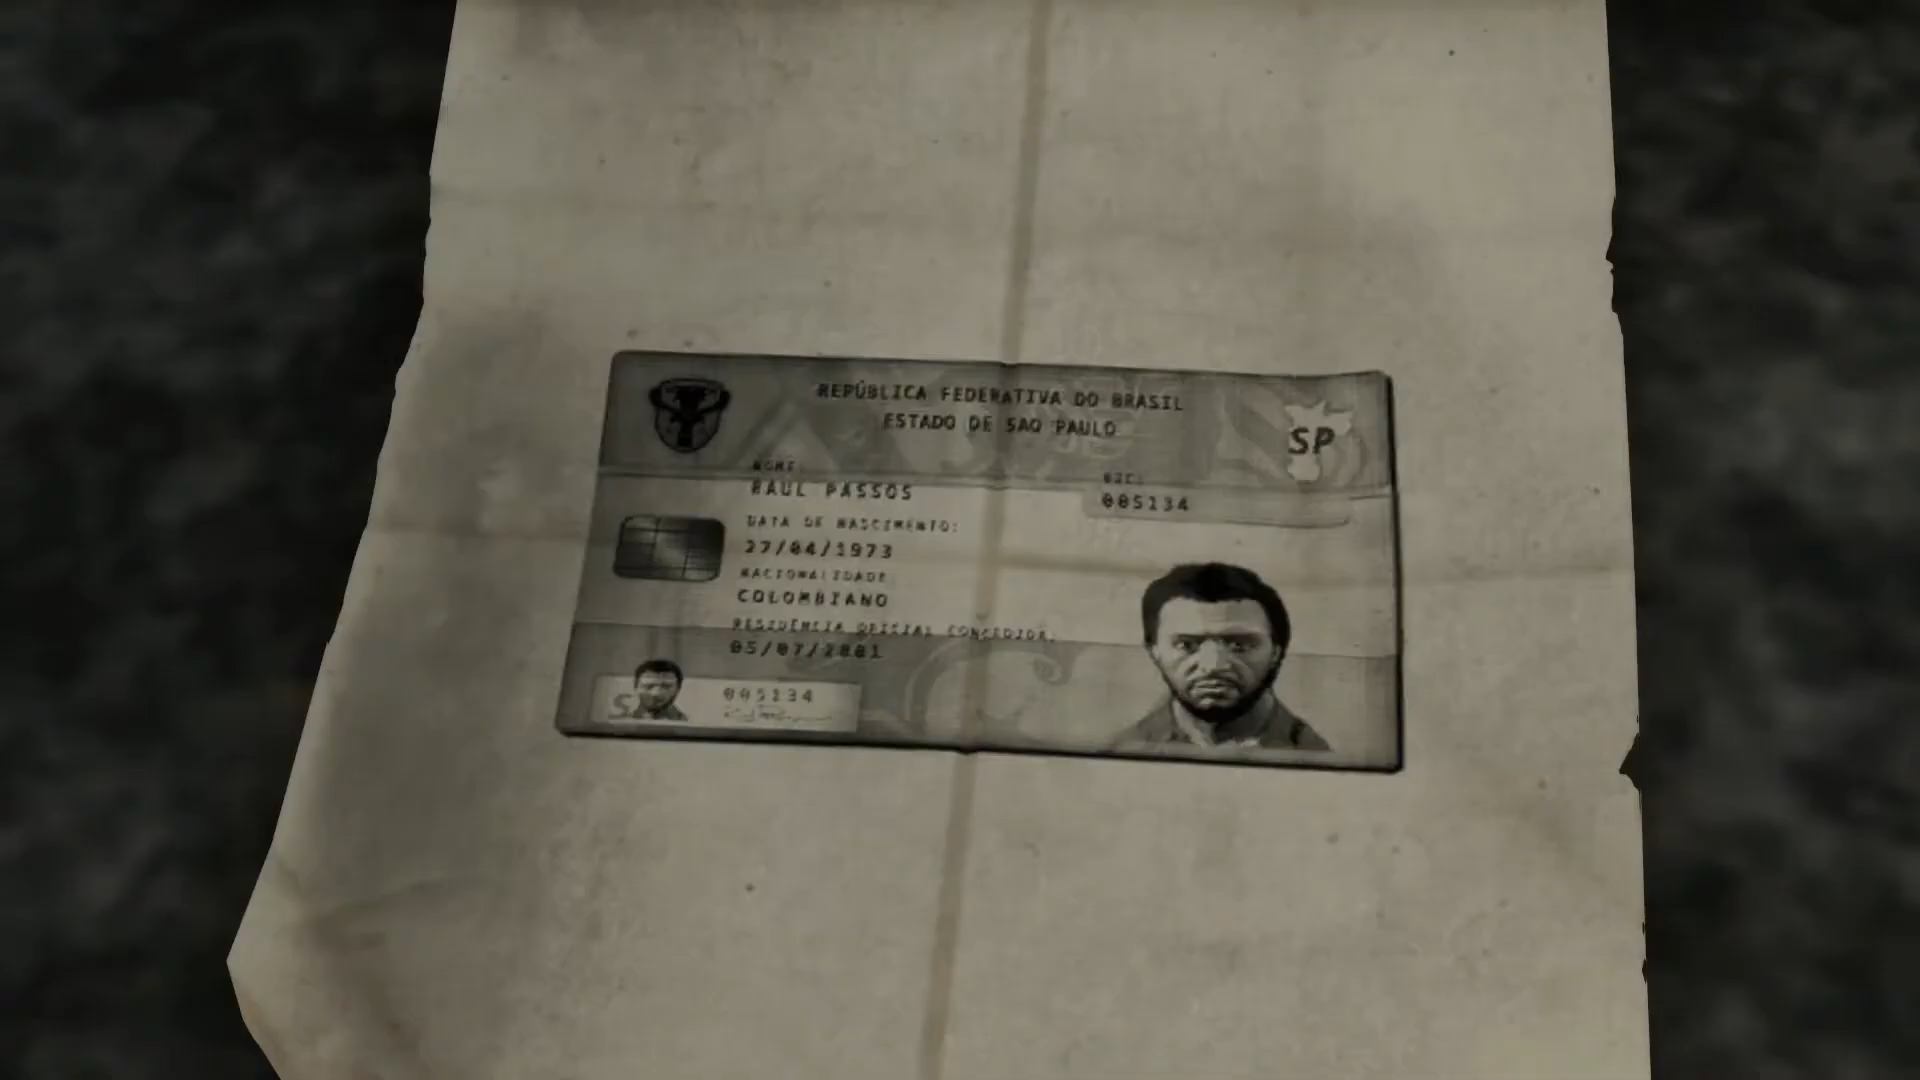 REPÚBLICA FEDERATIVA DO BRASIL
ESTADO DE SAO PAULO
SP
NOME:
RAUL PASSOS
005134
DATA DE NASCIMENTO:
27/04/1973
NACIONALIDADE
COLOMBIANO
RESIDÊNCIA OFICIAL CONCEDIDA:
05/07/2001
005134